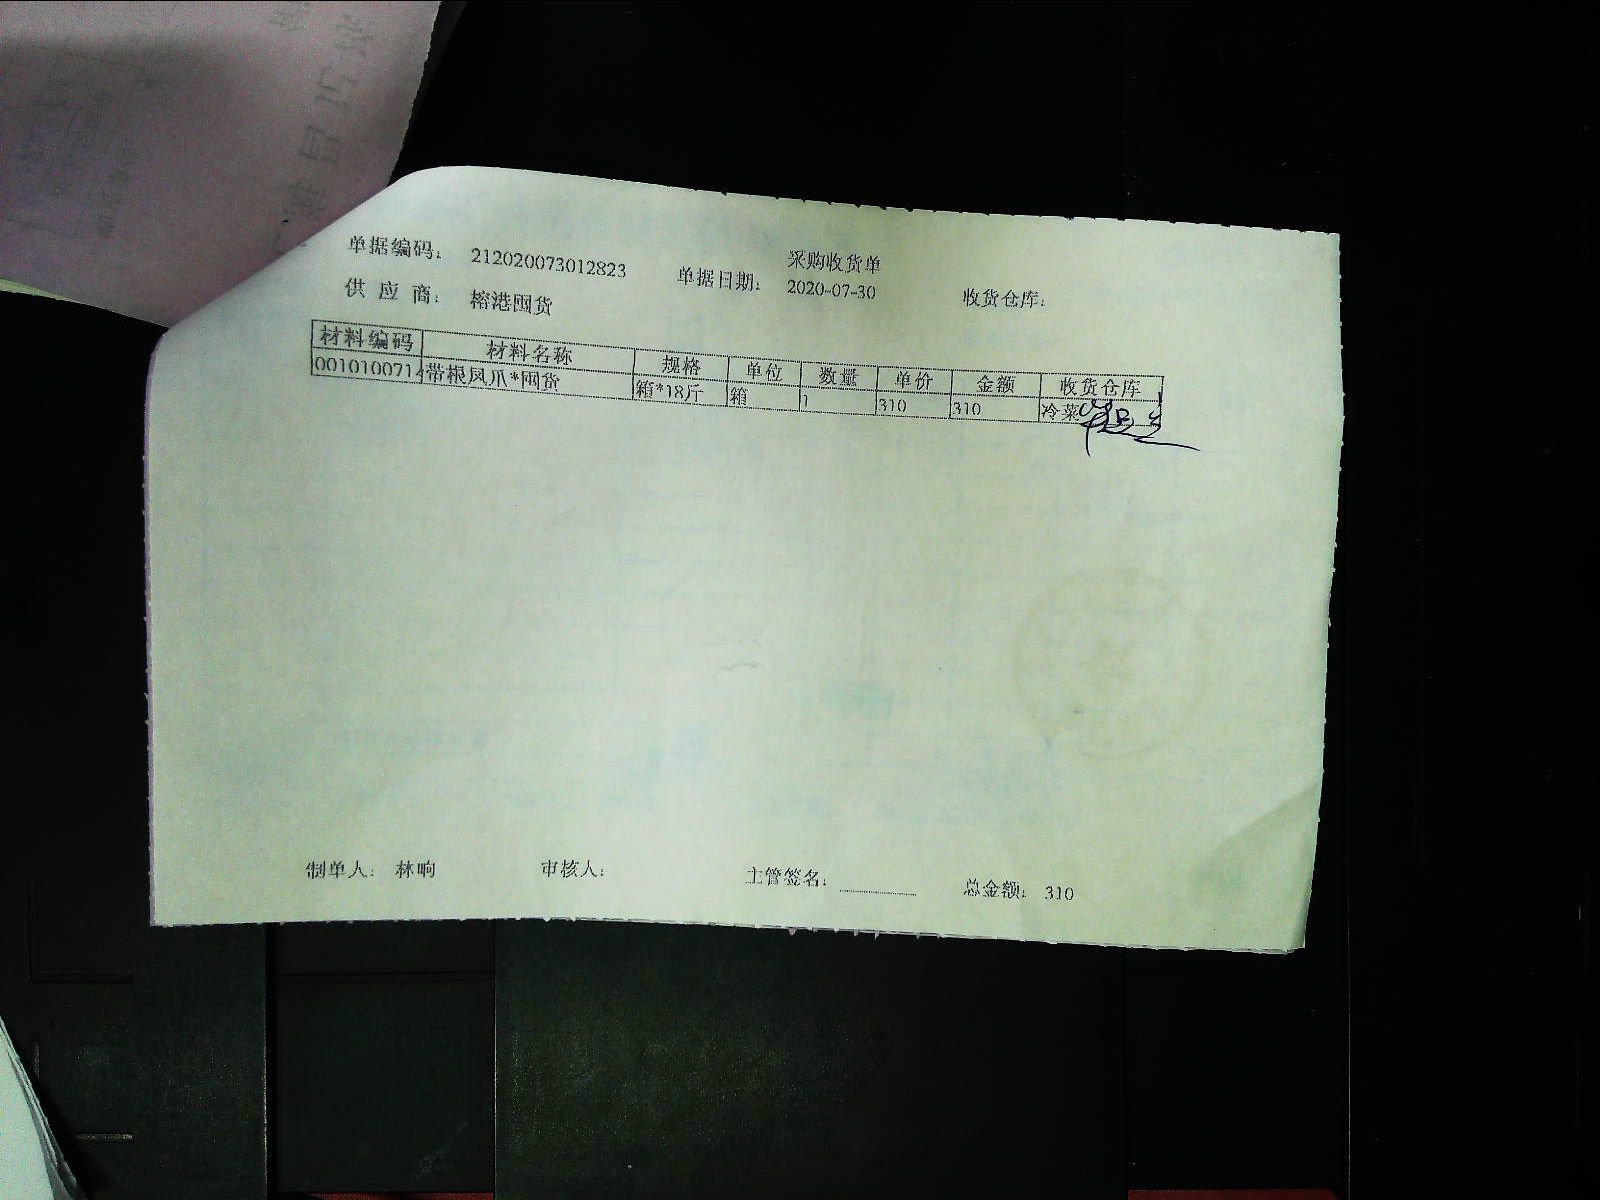 采购收货单
单据编码： 212020073012823 单据日期： 2020-07-30 收货仓库：
供 应 商： 榕港囤货
材料编码 材料名称 规格 单位 数量 单价 金额 收货仓库
0010100714 带根凤爪*囤货 箱*18斤 箱 1 310 310 冷菜
制单人： 林响 审核人： 主管签名： 总金额： 310